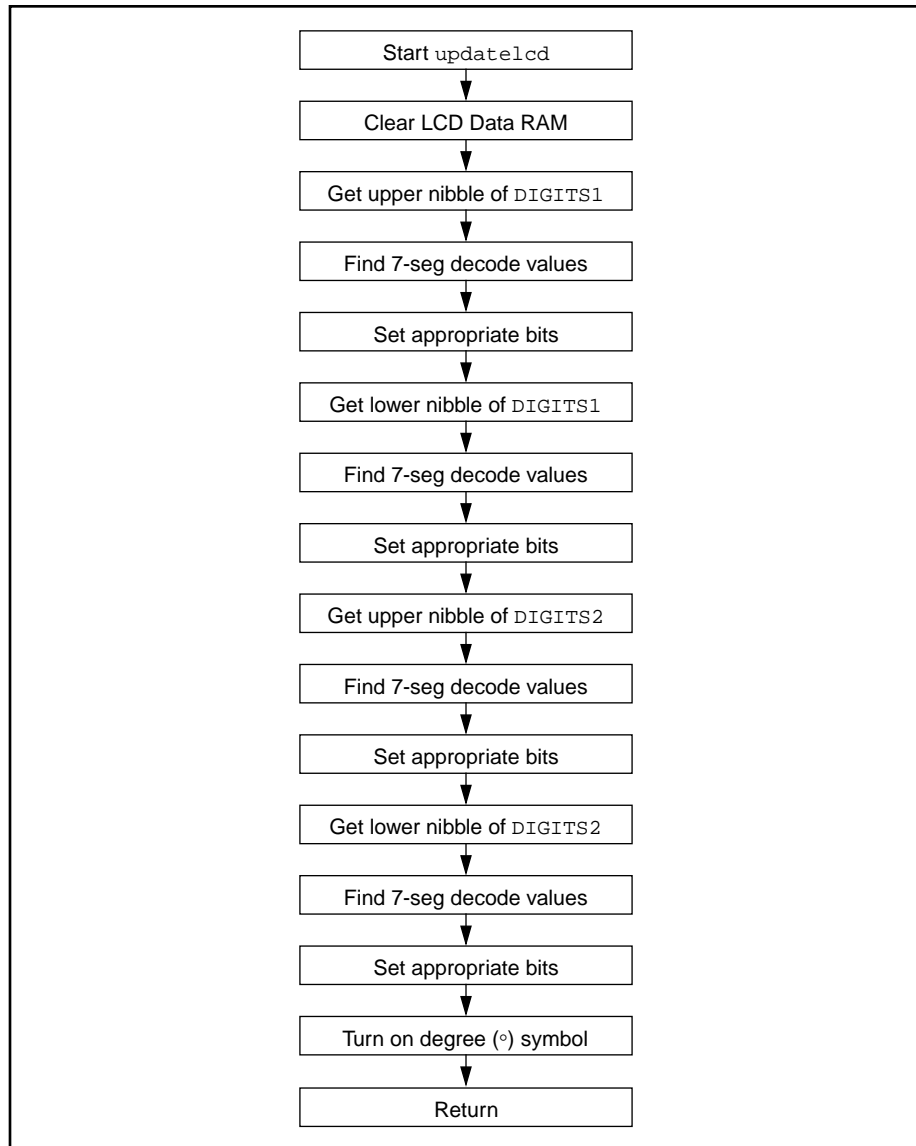 Start updatelcd
Clear LCD Data RAM
Get upper nibble of DIGITS1
Find 7-seg decode values
Set appropriate bits
Get lower nibble of DIGITS1
Find 7-seg decode values
Set appropriate bits
Get upper nibble of DIGITS2
Find 7-seg decode values
Set appropriate bits
Get lower nibble of DIGITS2
Find 7-seg decode values
Set appropriate bits
Turn on degree (°) symbol
Return